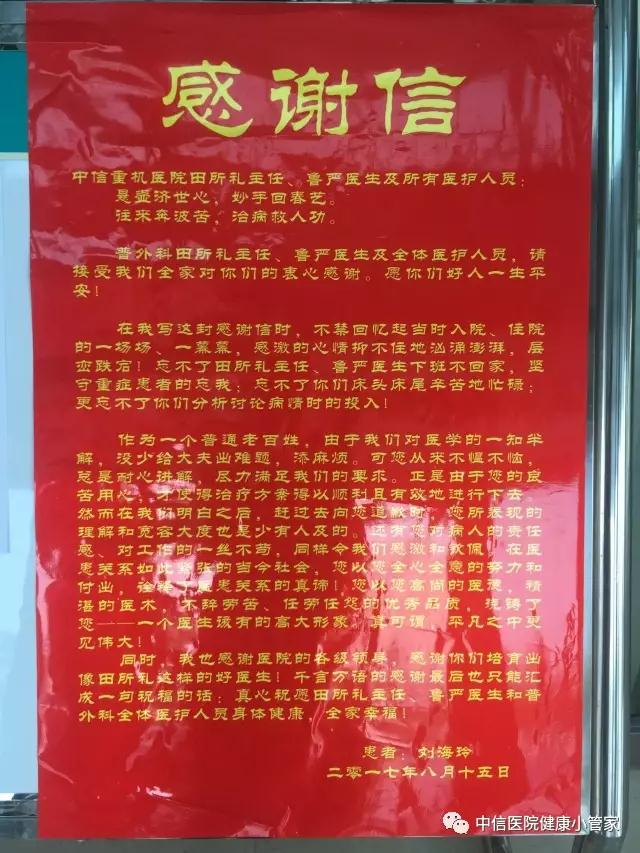 感谢信
中信重机医院田所礼主任、鲁严医生及所有医护人员：
悬壶济世心，妙手回春艺。
往来奔波苦，治病救人功。
普外科田所礼主任、鲁严医生及全体医护人员，请
接受我们全家对你们的衷心感谢。愿你们好人一生平
安！
在我写这封感谢信时，不禁回忆起当时入院、住院
的一场场、一幕幕，感激的心情抑不住地汹涌澎湃，层
峦跌宕！忘不了田所礼主任、鲁严医生下班不回家，坚
守重症患者的忘我；忘不了你们床头床尾辛苦地忙碌；
更忘不了你们分析讨论病情时的投入！
作为一个普通老百姓，由于我们对医学的一知半
解，没少给大夫出难题，添麻烦。可您从来不愠不恼，
总是耐心讲解，尽力满足我们的要求。正是由于您的良
苦用心，才使得治疗方案得以顺利且有效地进行下去。
然而在我们明白之后，赶过去向您道歉时，您所表现的
理解和宽容大度也是少有人及的。还有您对病人的责任
感、对工作的一丝不苟，同样令我们感激和敬佩。在医
患关系如此紧张的当今社会，您以您全心全意的努力和
付出，诠释了医患关系的真谛！您以您高尚的医德，精
湛的医术，不辞劳苦、任劳任怨的优秀品质，浇铸了
您——一个医生该有的高大形象。真可谓，平凡之中更
见伟大！
同时，我也感谢医院的各级领导，感谢你们培育出
像田所礼这样的好医生！千言万语的感谢最后也只能汇
成一句祝福的话：真心祝愿田所礼主任、鲁严医生和普
外科全体医护人员身体健康，全家幸福！
患者：刘海玲
二零一七年八月十五日
中信医院健康小管家